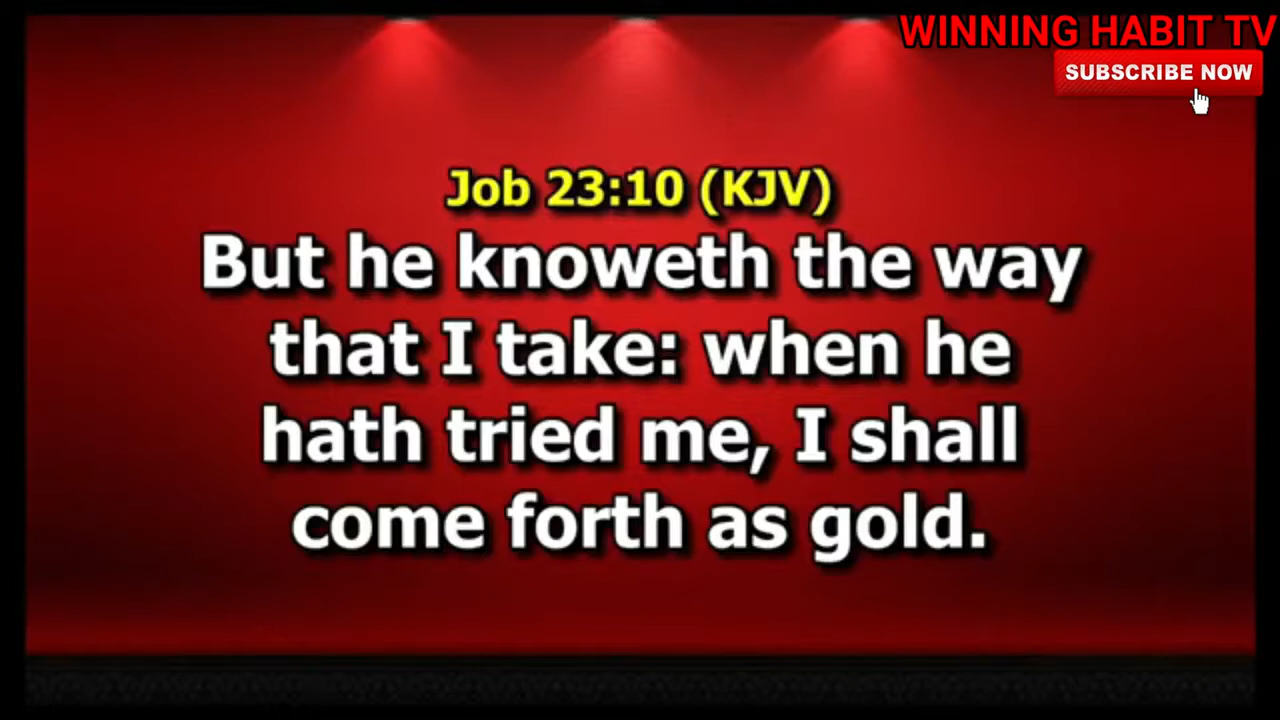 WINNING HABIT TV
SUBSCRIBE NOW
Job 23:10 (KJV)
But he knoweth the way
that I take: when he
hath tried me, I shall
come forth as gold.